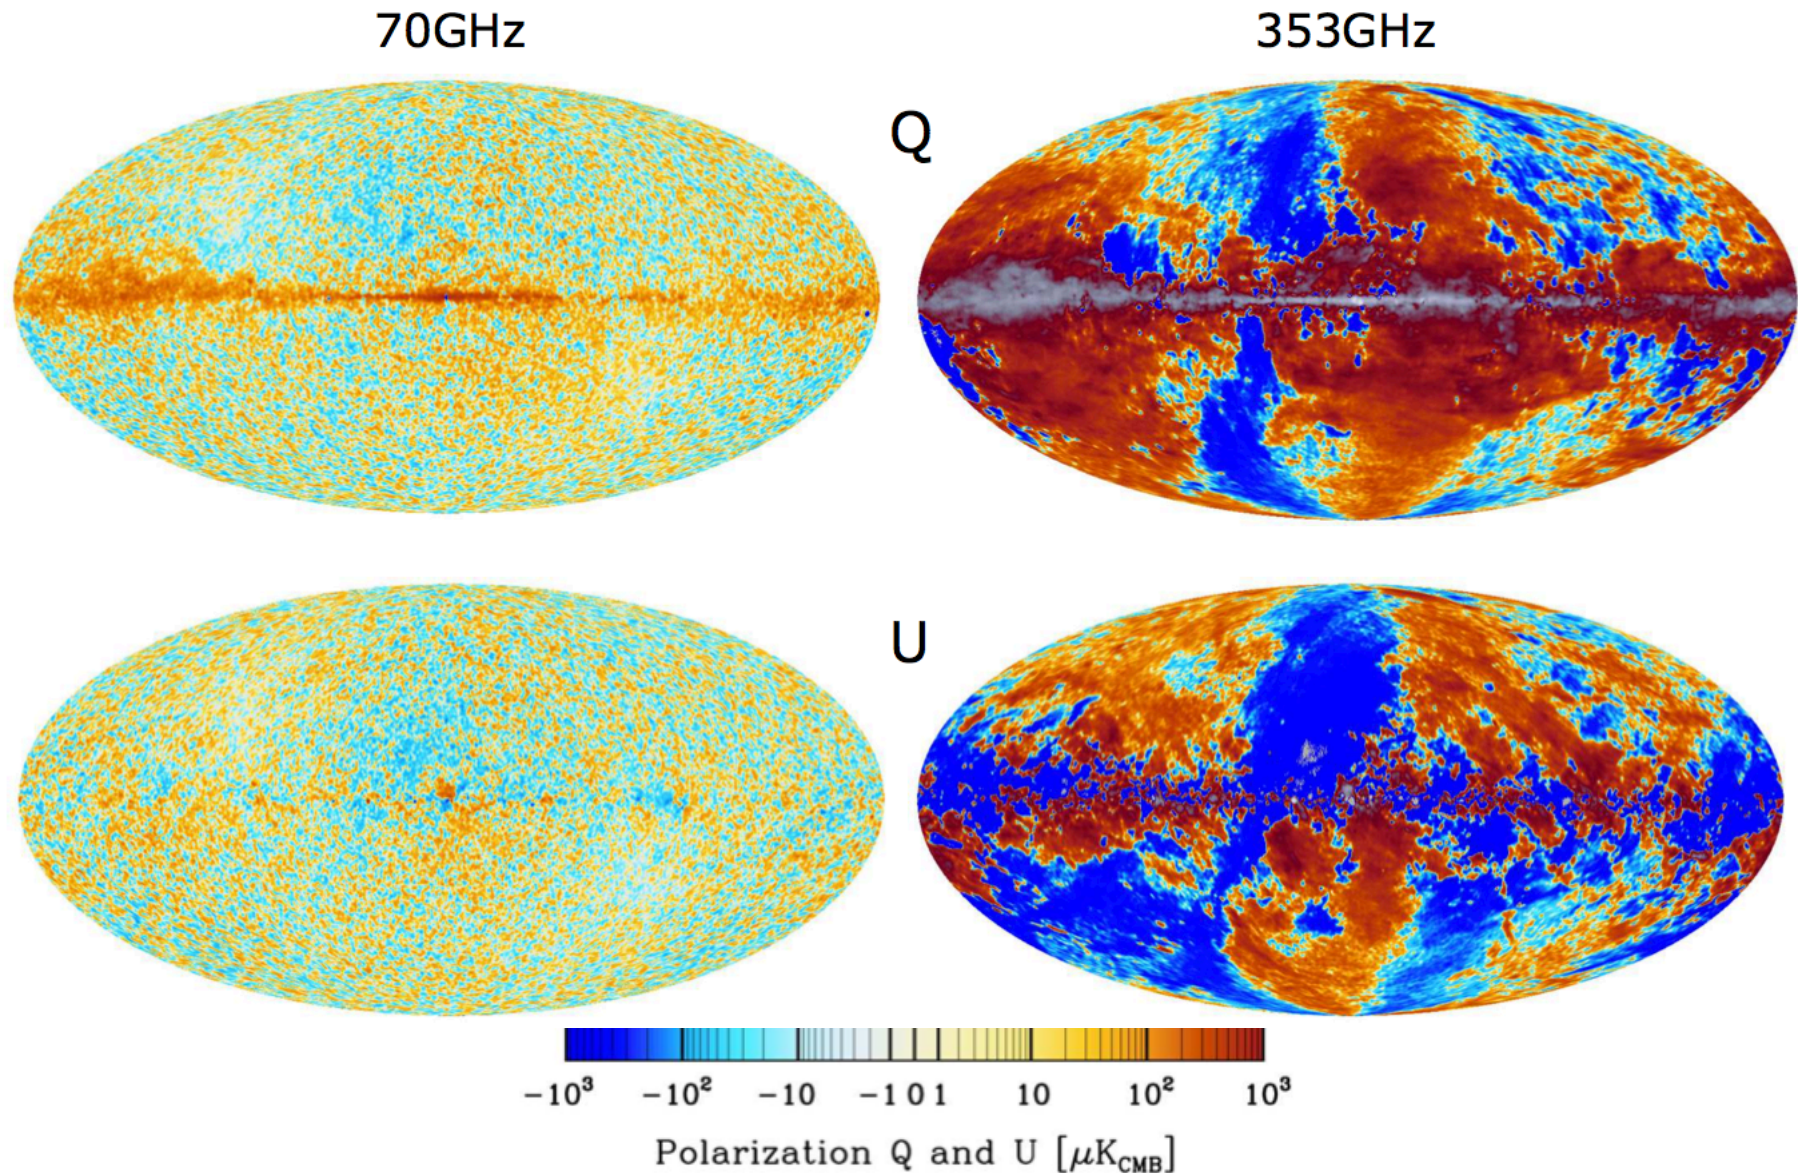 70GHz 353GHz
Q
U
−10³ −10² −10 −1 0 1 10 10² 10³
Polarization Q and U [μK_CMB]